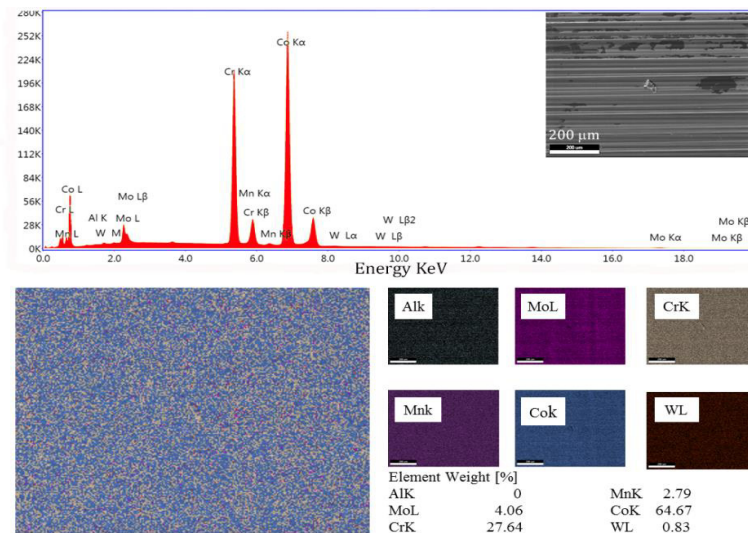 280K
252K
224K
196K
168K
140K
112K
84K
56K
28K
0K
0.0 2.0 4.0 6.0 8.0 10.0 12.0 14.0 16.0 18.0
Energy KeV
Co L
Cr L
Mn L
Al K
W M
Mo Lβ
Mo L
Cr Kα
Mn Kα
Cr Kβ
Mn Kβ
Co Kα
Co Kβ
W Lα
W Lβ2
W Lβ
Mo Kα
Mo Kβ
Mo Kβ
200 μm
200 um
Alk
MoL
CrK
Mnk
Cok
WL
Element Weight [%]
AlK 0 MnK 2.79
MoL 4.06 CoK 64.67
CrK 27.64 WL 0.83